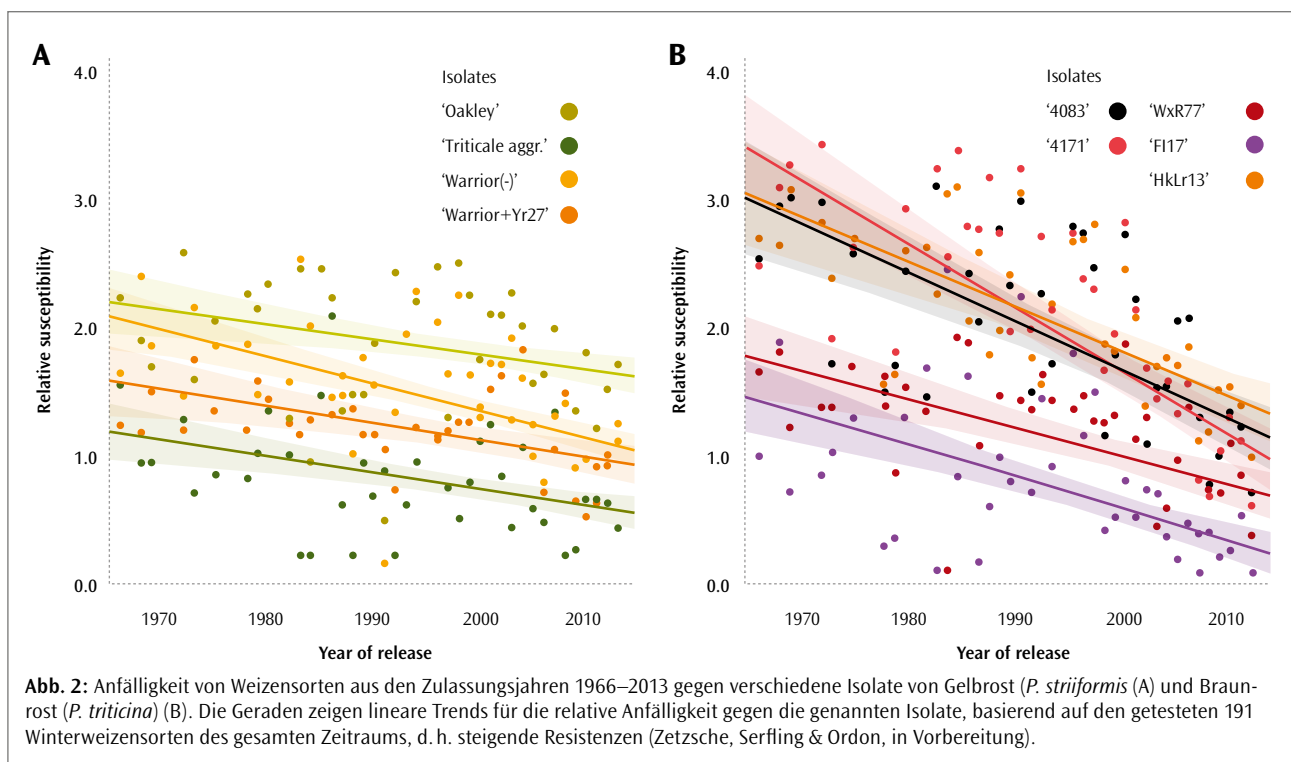 A
4.0
3.0
2.0
1.0
0.0
Relative susceptibility
Isolates
‘Oakley’
‘Triticale aggr.’
‘Warrior(-)’
‘Warrior+Yr27’
1970 1980 1990 2000 2010
Year of release
B
4.0
3.0
2.0
1.0
0.0
Relative susceptibility
Isolates
‘4083’ ‘WxR77’
‘4171’ ‘FI17’
‘HkLr13’
1970 1980 1990 2000 2010
Year of release
Abb. 2: Anfälligkeit von Weizensorten aus den Zulassungsjahren 1966–2013 gegen verschiedene Isolate von Gelbrost (P. striiformis (A) und Braun-
rost (P. triticina) (B). Die Geraden zeigen lineare Trends für die relative Anfälligkeit gegen die genannten Isolate, basierend auf den getesteten 191
Winterweizensorten des gesamten Zeitraums, d. h. steigende Resistenzen (Zetzsche, Serfling & Ordon, in Vorbereitung).